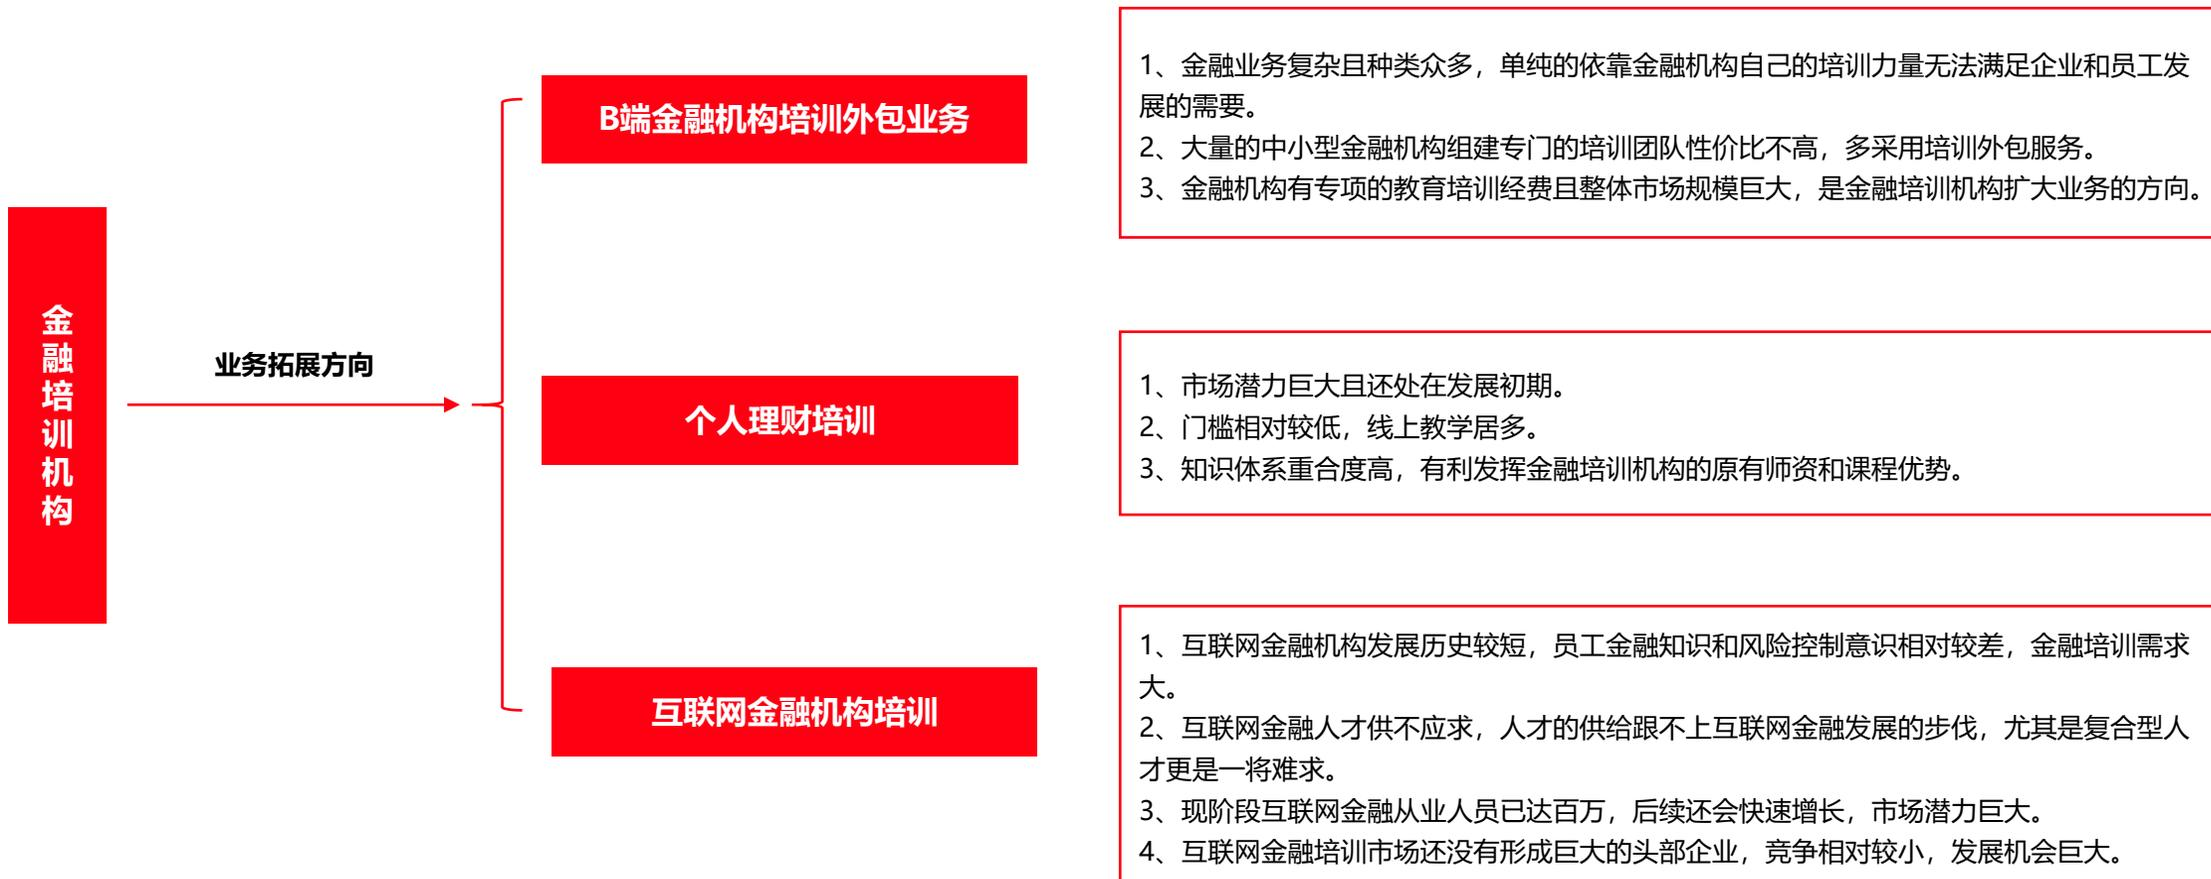 金融培训机构
业务拓展方向
B端金融机构培训外包业务
1、金融业务复杂且种类众多，单纯的依靠金融机构自己的培训力量无法满足企业和员工发
展的需要。
2、大量的中小型金融机构组建专门的培训团队性价比不高，多采用培训外包服务。
3、金融机构有专项的教育培训经费且整体市场规模巨大，是金融培训机构扩大业务的方向。
个人理财培训
1、市场潜力巨大且还处在发展初期。
2、门槛相对较低，线上教学居多。
3、知识体系重合度高，有利发挥金融培训机构的原有师资和课程优势。
互联网金融机构培训
1、互联网金融机构发展历史较短，员工金融知识和风险控制意识相对较差，金融培训需求
大。
2、互联网金融人才供不应求，人才的供给跟不上互联网金融发展的步伐，尤其是复合型人
才更是一将难求。
3、现阶段互联网金融从业人员已达百万，后续还会快速增长，市场潜力巨大。
4、互联网金融培训市场还没有形成巨大的头部企业，竞争相对较小，发展机会巨大。